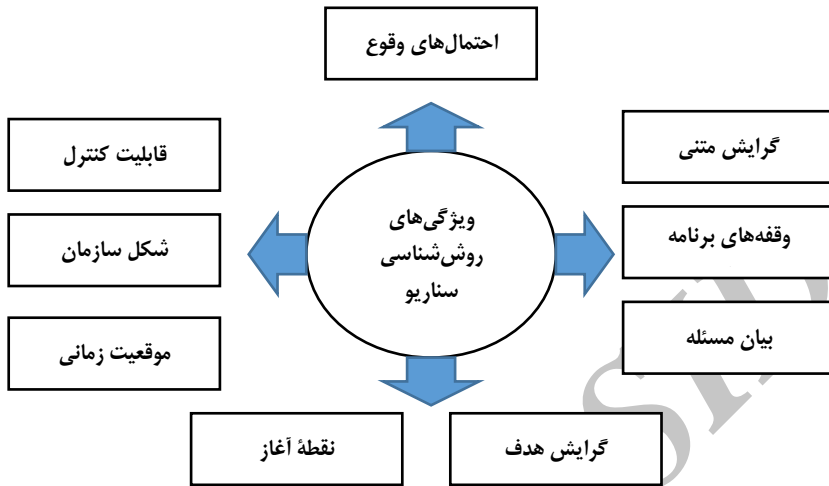 احتمال‌های وقوع
گرایش متنی
قابلیت کنترل
ویژگی‌های
روش‌شناسی
سناریو
وقفه‌های برنامه
شکل سازمان
بیان مسئله
موقعیت زمانی
گرایش هدف
نقطهٔ آغاز